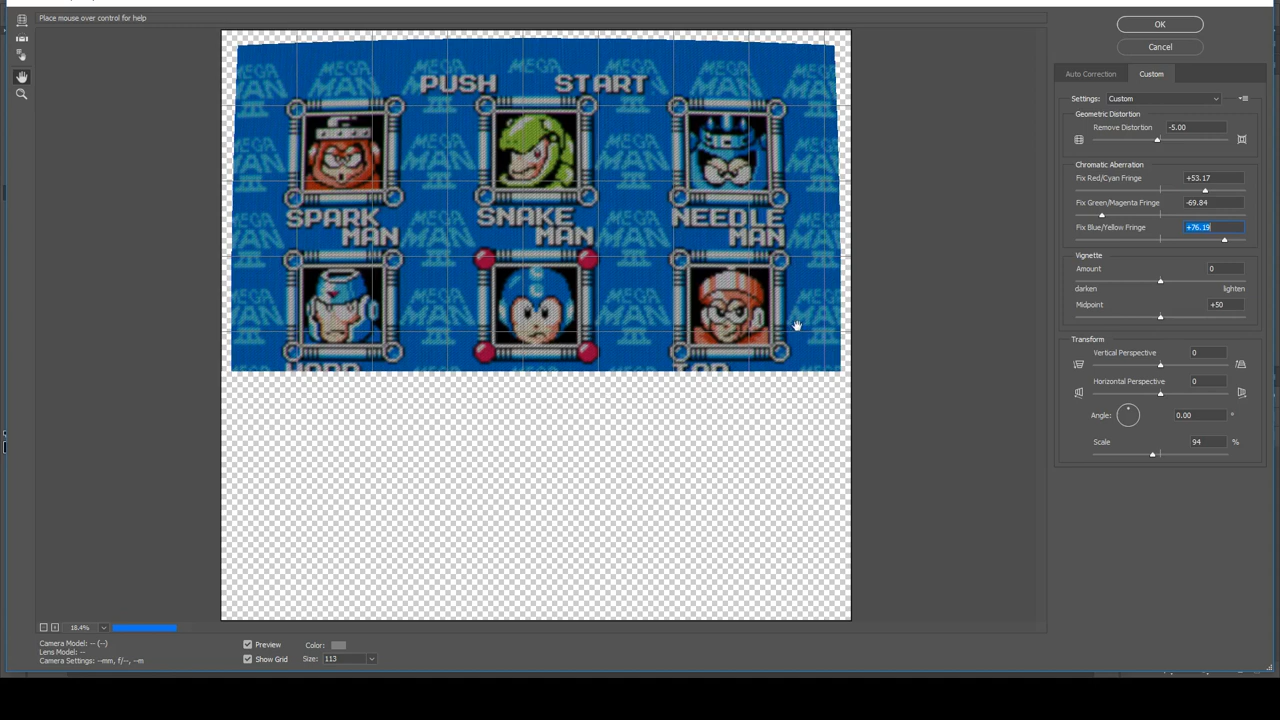 Place mouse over control for help
OK
Cancel
Auto Correction
Custom
Settings: Custom
Geometric Distortion
Remove Distortion -5.00
Chromatic Aberration
Fix Red/Cyan Fringe +53.17
Fix Green/Magenta Fringe -69.84
Fix Blue/Yellow Fringe +76.19
Vignette
Amount 0
darken lighten
Midpoint +50
Transform
Vertical Perspective 0
Horizontal Perspective 0
Angle: 0.00 °
Scale 94 %
MEGA MAN III
PUSH START
SPARK MAN
SNAKE MAN
NEEDLE MAN
18.4%
Camera Model: -- (--)
Lens Model: --
Camera Settings: --mm, f/--, --m
Preview
Show Grid
Color:
Size: 113